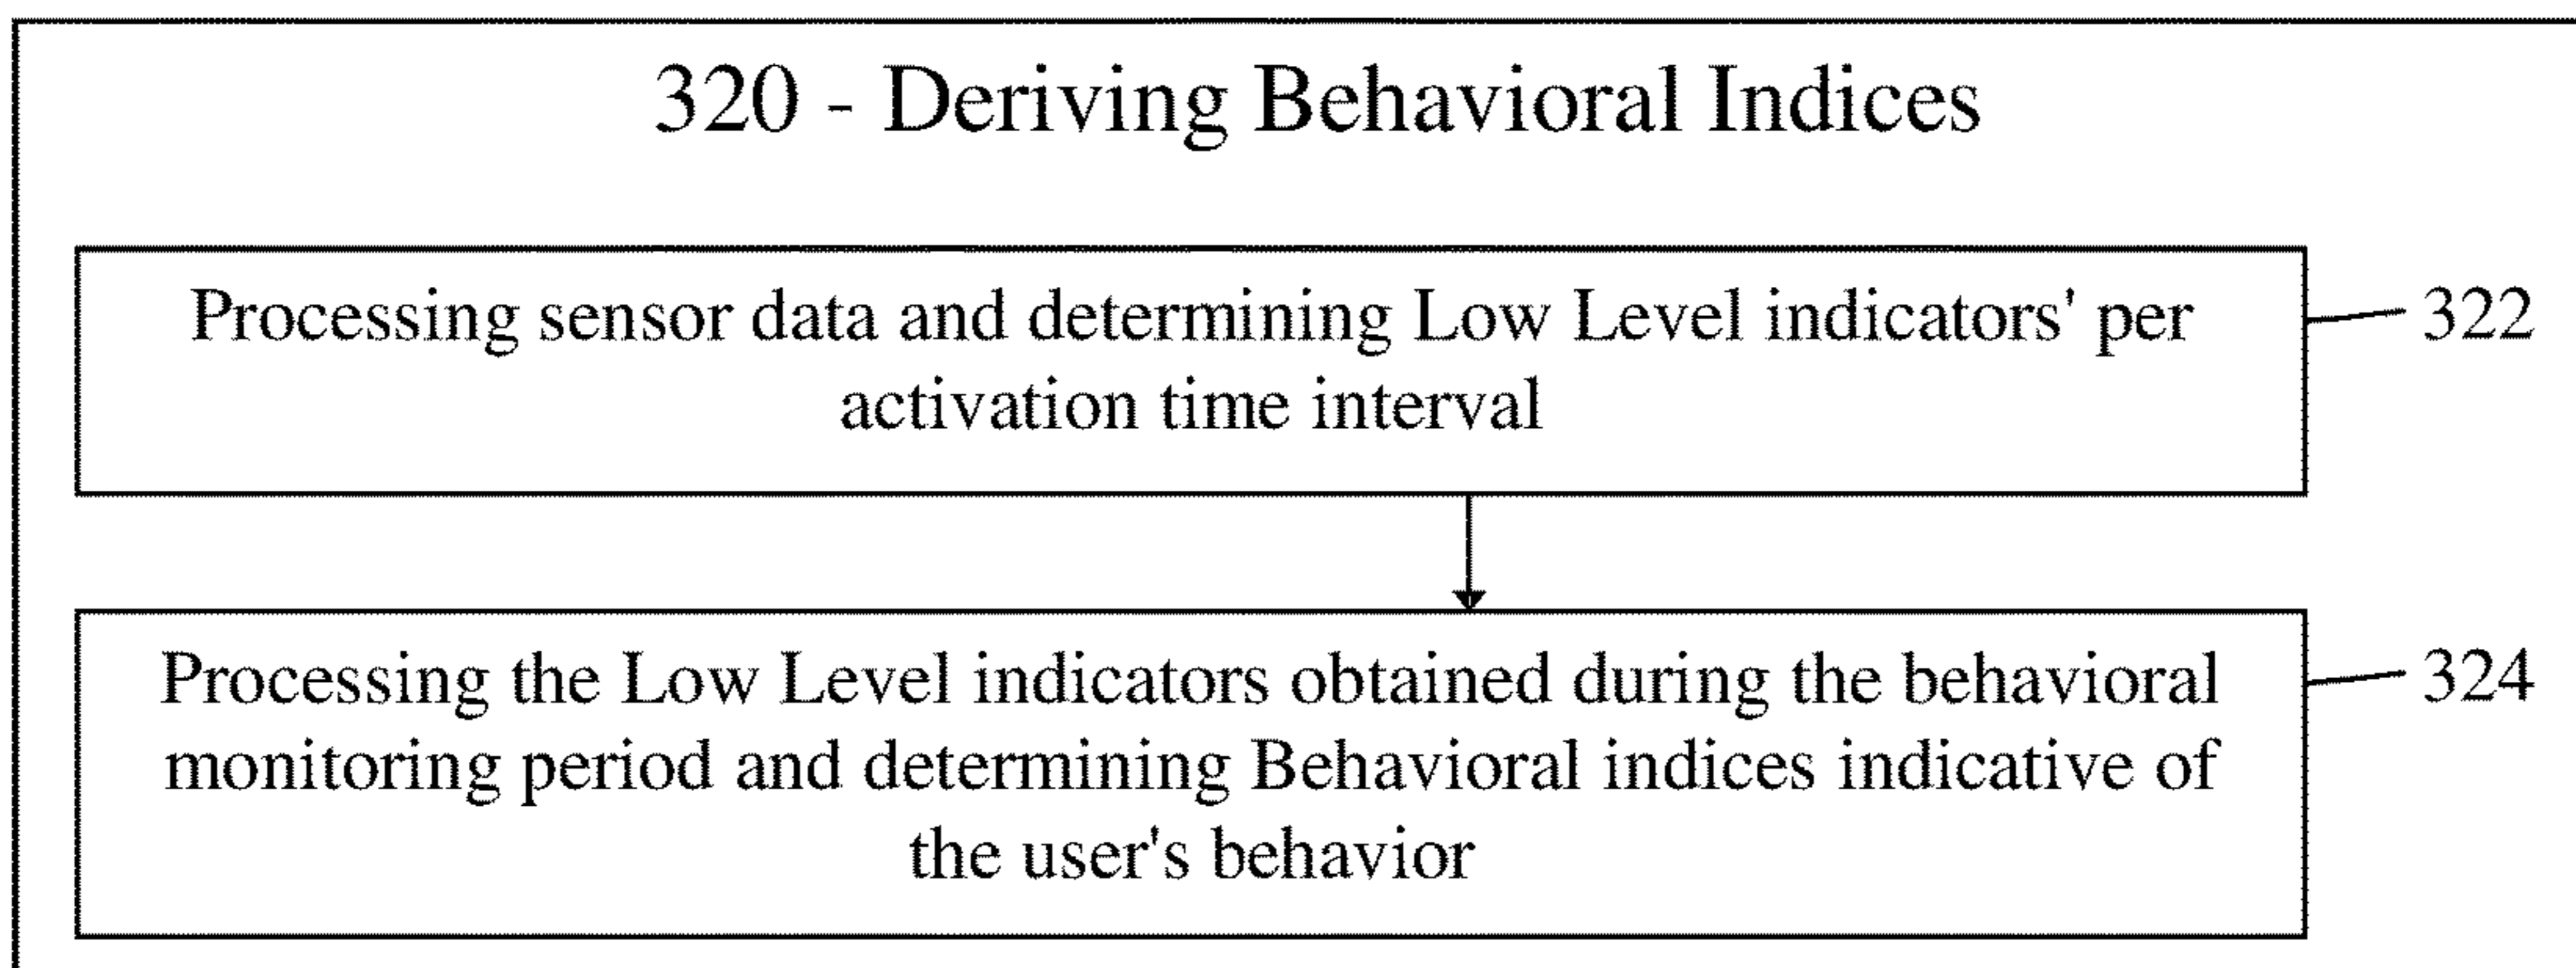 320 - Deriving Behavioral Indices
Processing sensor data and determining Low Level indicators' per
activation time interval
322
Processing the Low Level indicators obtained during the behavioral
monitoring period and determining Behavioral indices indicative of
the user's behavior
324